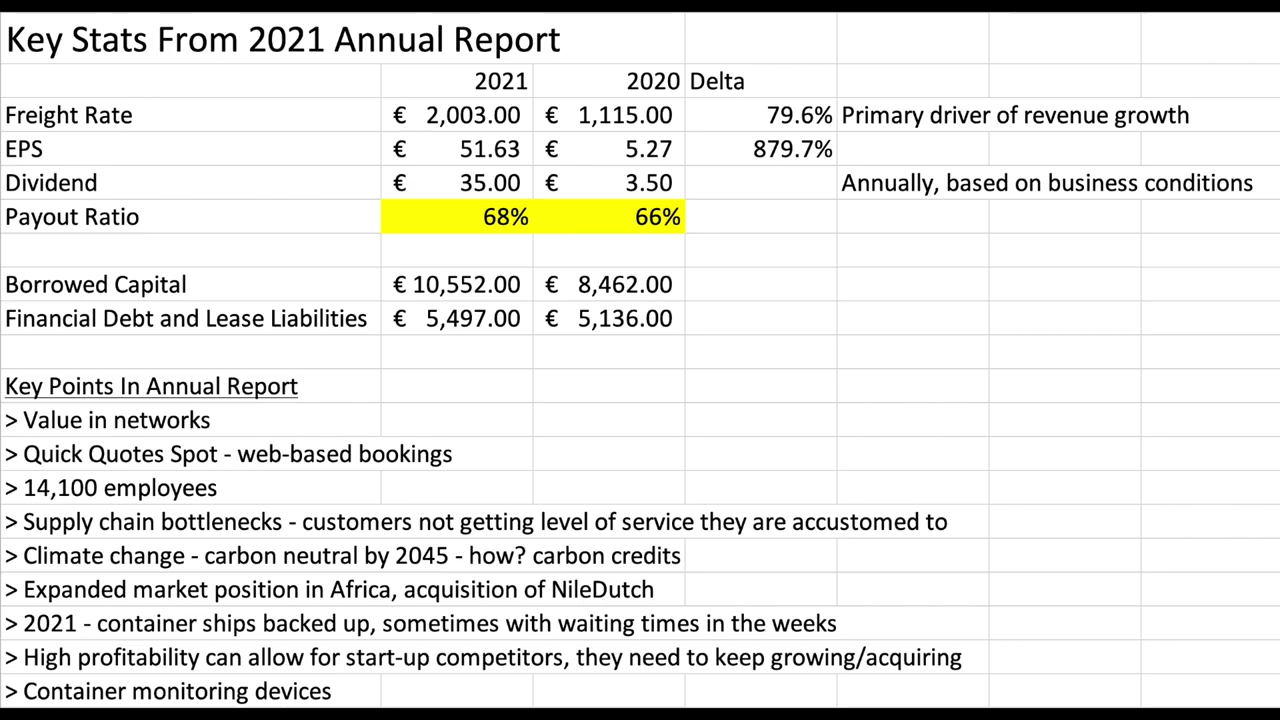 Key Stats From 2021 Annual Report
2021 2020 Delta
Freight Rate € 2,003.00 € 1,115.00 79.6% Primary driver of revenue growth
EPS € 51.63 € 5.27 879.7%
Dividend € 35.00 € 3.50 Annually, based on business conditions
Payout Ratio 68% 66%
Borrowed Capital € 10,552.00 € 8,462.00
Financial Debt and Lease Liabilities € 5,497.00 € 5,136.00
Key Points In Annual Report
> Value in networks
> Quick Quotes Spot - web-based bookings
> 14,100 employees
> Supply chain bottlenecks - customers not getting level of service they are accustomed to
> Climate change - carbon neutral by 2045 - how? carbon credits
> Expanded market position in Africa, acquisition of NileDutch
> 2021 - container ships backed up, sometimes with waiting times in the weeks
> High profitability can allow for start-up competitors, they need to keep growing/acquiring
> Container monitoring devices